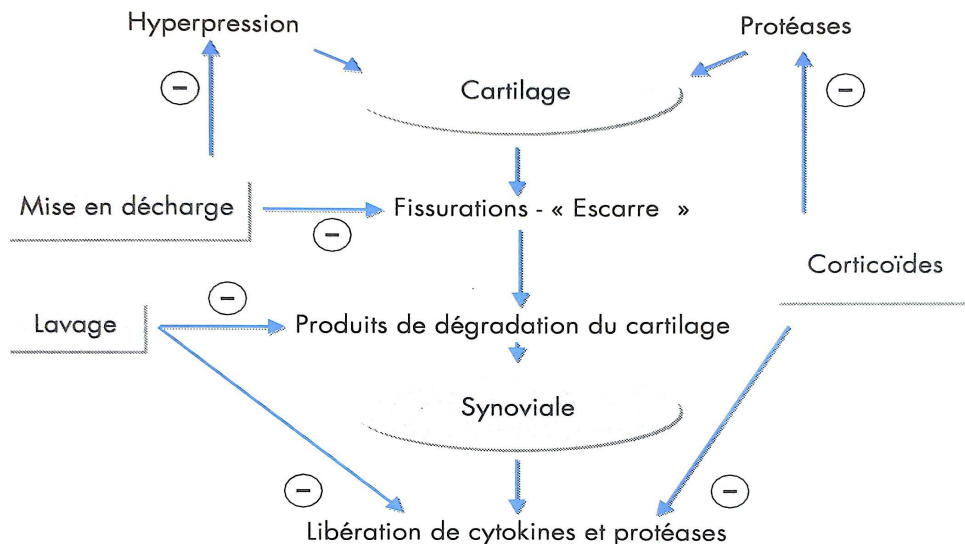 Hyperpression
Protéases
−
Cartilage
−
Mise en décharge
Fissurations - « Escarre »
−
Corticoïdes
−
Lavage
Produits de dégradation du cartilage
Synoviale
−
−
Libération de cytokines et protéases